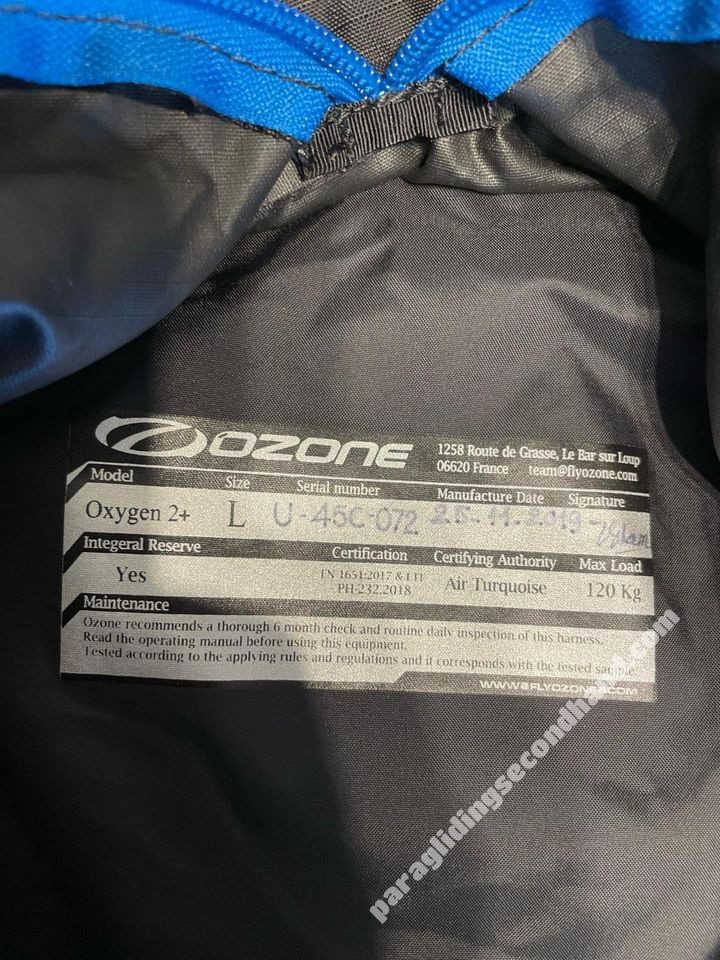 OZONE
1258 Route de Grasse, Le Bar sur Loup
06620 France team@flyozone.com
Model Size Serial number Manufacture Date Signature
Oxygen 2+ L U-45C-072 25.11.2019
Integeral Reserve Certification Certifying Authority Max Load
Yes EN 1651:2017 & LTF Air Turquoise 120 Kg
PH-232.2018
Maintenance
Ozone recommends a thorough 6 month check and routine daily inspection of this harness.
Read the operating manual before using this equipment.
Tested according to the applying rules and regulations and it corresponds with the tested sample.
paraglidingsecondhand.com